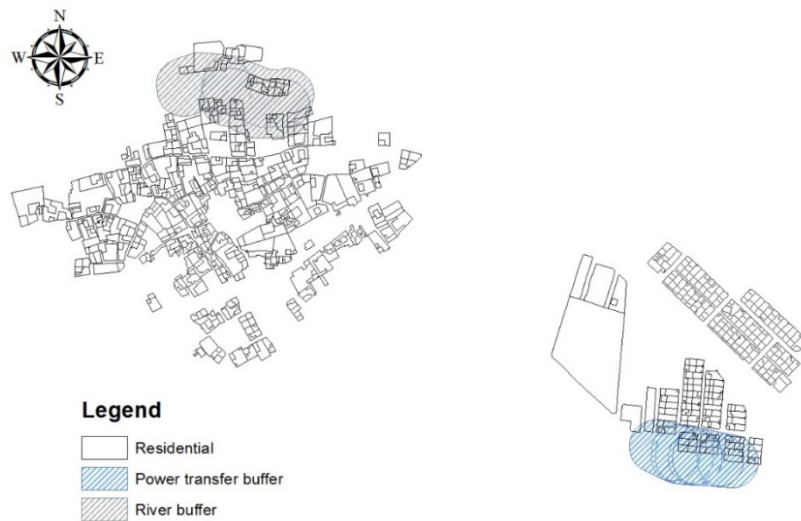 N
W E
S
Legend
Residential
Power transfer buffer
River buffer